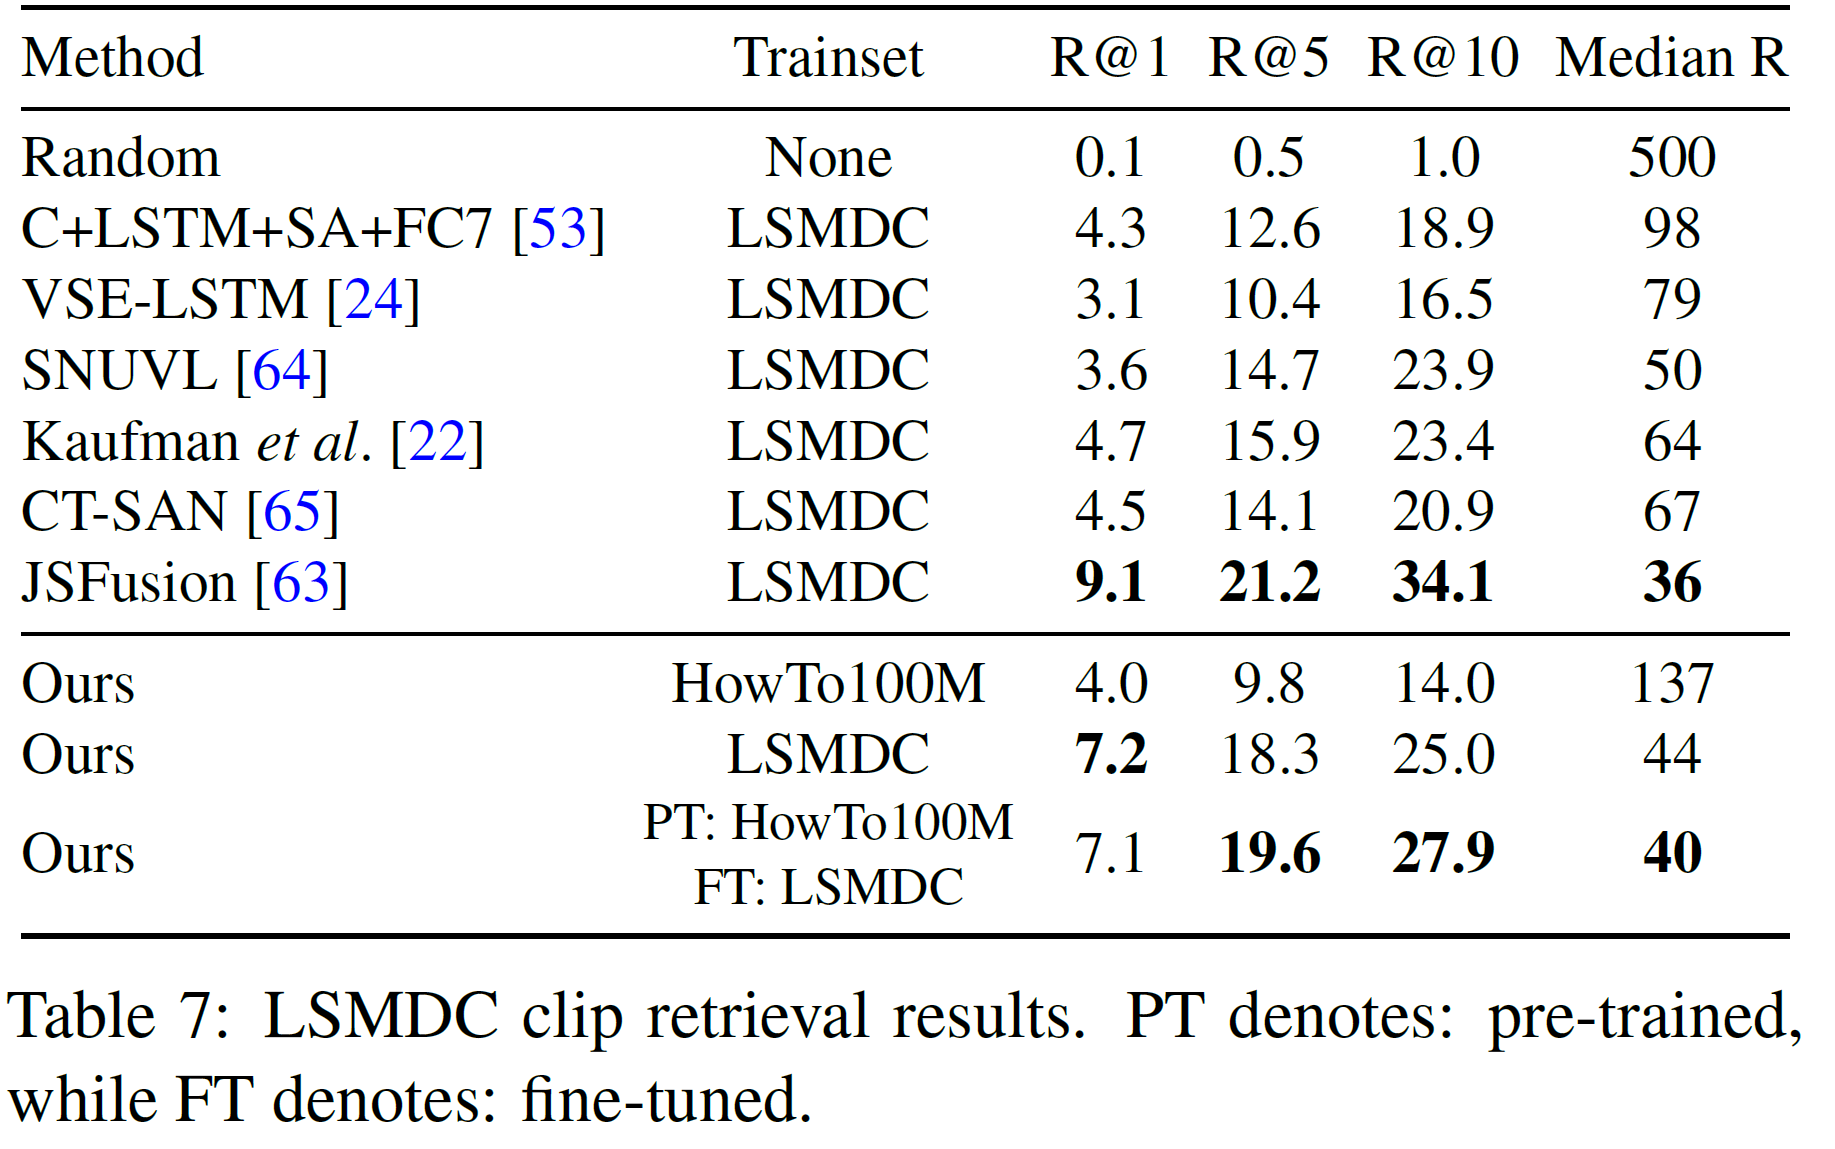 Method Trainset R@1 R@5 R@10 Median R
Random None 0.1 0.5 1.0 500
C+LSTM+SA+FC7 [53] LSMDC 4.3 12.6 18.9 98
VSE-LSTM [24] LSMDC 3.1 10.4 16.5 79
SNUVL [64] LSMDC 3.6 14.7 23.9 50
Kaufman et al. [22] LSMDC 4.7 15.9 23.4 64
CT-SAN [65] LSMDC 4.5 14.1 20.9 67
JSFusion [63] LSMDC 9.1 21.2 34.1 36
Ours HowTo100M 4.0 9.8 14.0 137
Ours LSMDC 7.2 18.3 25.0 44
PT: HowTo100M
Ours 7.1 19.6 27.9 40
FT: LSMDC
Table 7: LSMDC clip retrieval results. PT denotes: pre-trained,
while FT denotes: fine-tuned.